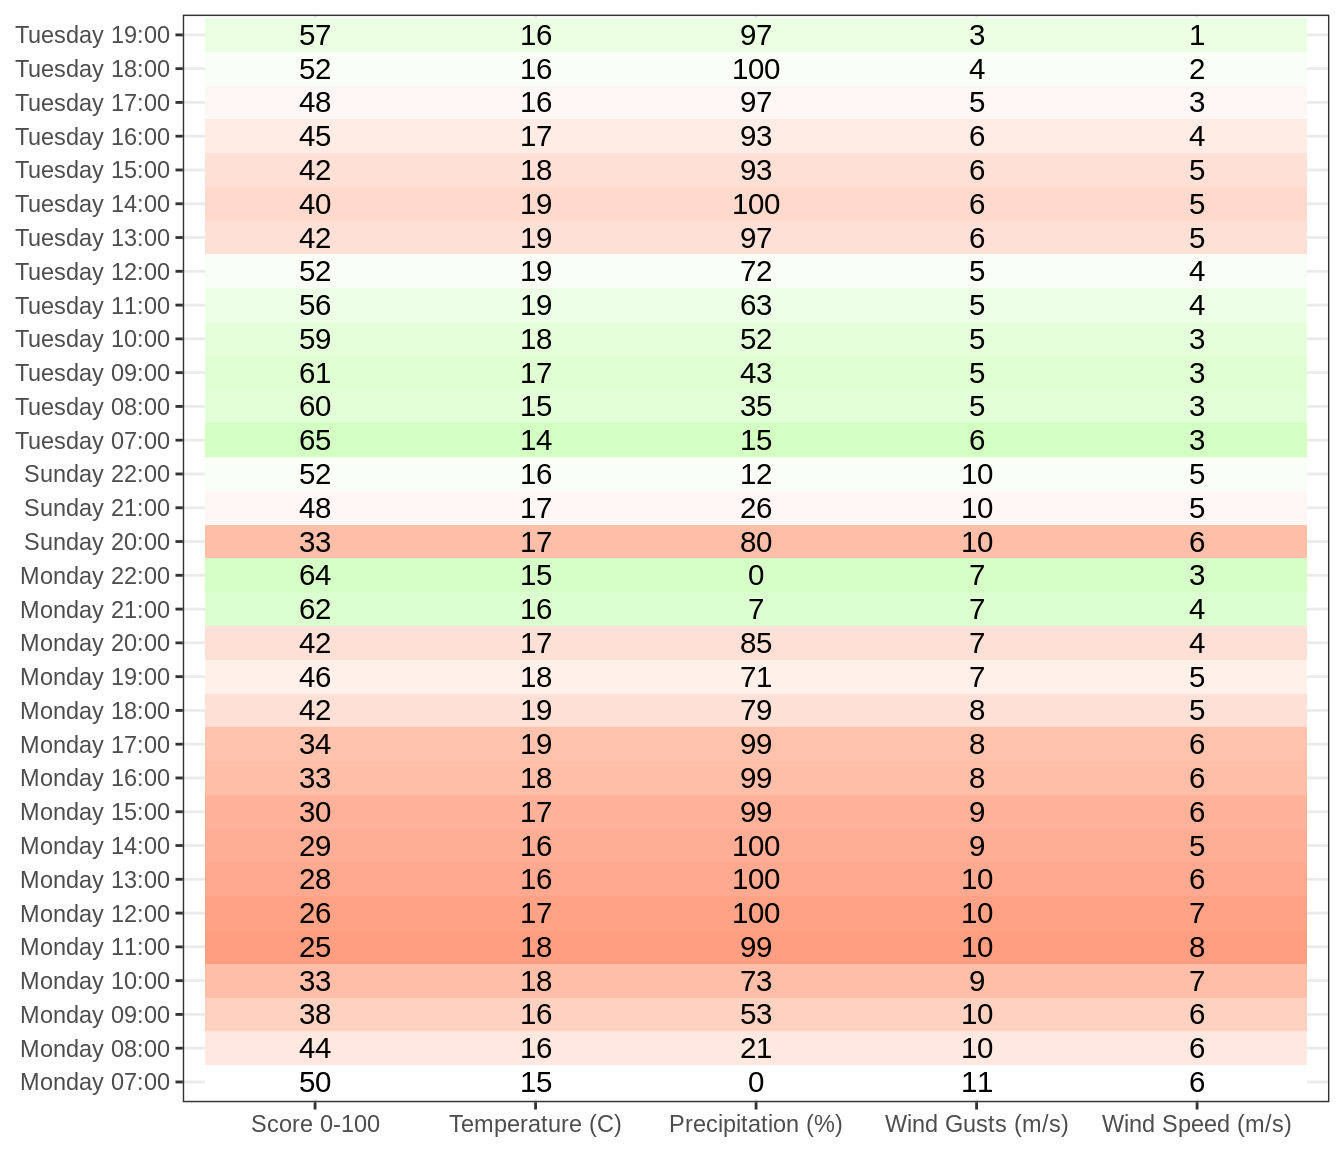 Tuesday 19:00 57 16 97 3 1
Tuesday 18:00 52 16 100 4 2
Tuesday 17:00 48 16 97 5 3
Tuesday 16:00 45 17 93 6 4
Tuesday 15:00 42 18 93 6 5
Tuesday 14:00 40 19 100 6 5
Tuesday 13:00 42 19 97 6 5
Tuesday 12:00 52 19 72 5 4
Tuesday 11:00 56 19 63 5 4
Tuesday 10:00 59 18 52 5 3
Tuesday 09:00 61 17 43 5 3
Tuesday 08:00 60 15 35 5 3
Tuesday 07:00 65 14 15 6 3
Sunday 22:00 52 16 12 10 5
Sunday 21:00 48 17 26 10 5
Sunday 20:00 33 17 80 10 6
Monday 22:00 64 15 0 7 3
Monday 21:00 62 16 7 7 4
Monday 20:00 42 17 85 7 4
Monday 19:00 46 18 71 7 5
Monday 18:00 42 19 79 8 5
Monday 17:00 34 19 99 8 6
Monday 16:00 33 18 99 8 6
Monday 15:00 30 17 99 9 6
Monday 14:00 29 16 100 9 5
Monday 13:00 28 16 100 10 6
Monday 12:00 26 17 100 10 7
Monday 11:00 25 18 99 10 8
Monday 10:00 33 18 73 9 7
Monday 09:00 38 16 53 10 6
Monday 08:00 44 16 21 10 6
Monday 07:00 50 15 0 11 6
Score 0-100 Temperature (C) Precipitation (%) Wind Gusts (m/s) Wind Speed (m/s)